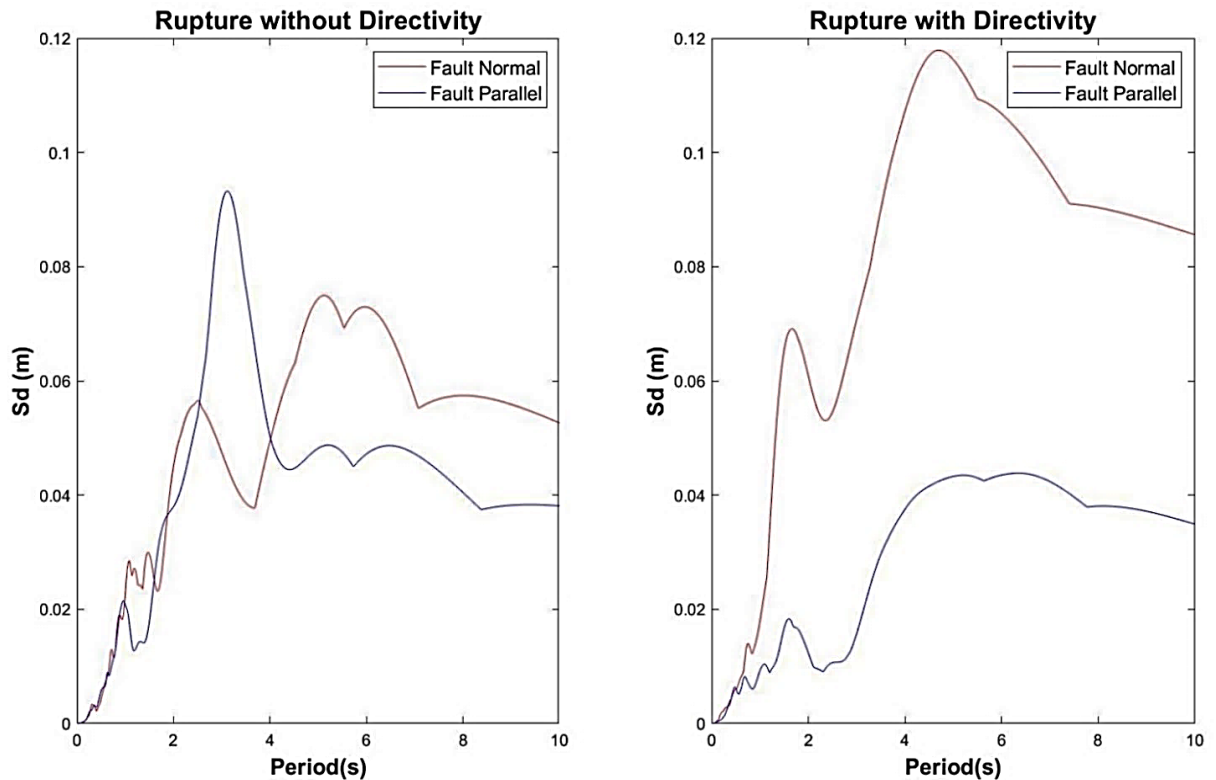 Rupture without Directivity
0.12
0.1
0.08
0.06
0.04
0.02
0
Sd (m)
Fault Normal
Fault Parallel
0 2 4 6 8 10
Period(s)
Rupture with Directivity
0.12
0.1
0.08
0.06
0.04
0.02
0
Sd (m)
Fault Normal
Fault Parallel
0 2 4 6 8 10
Period(s)